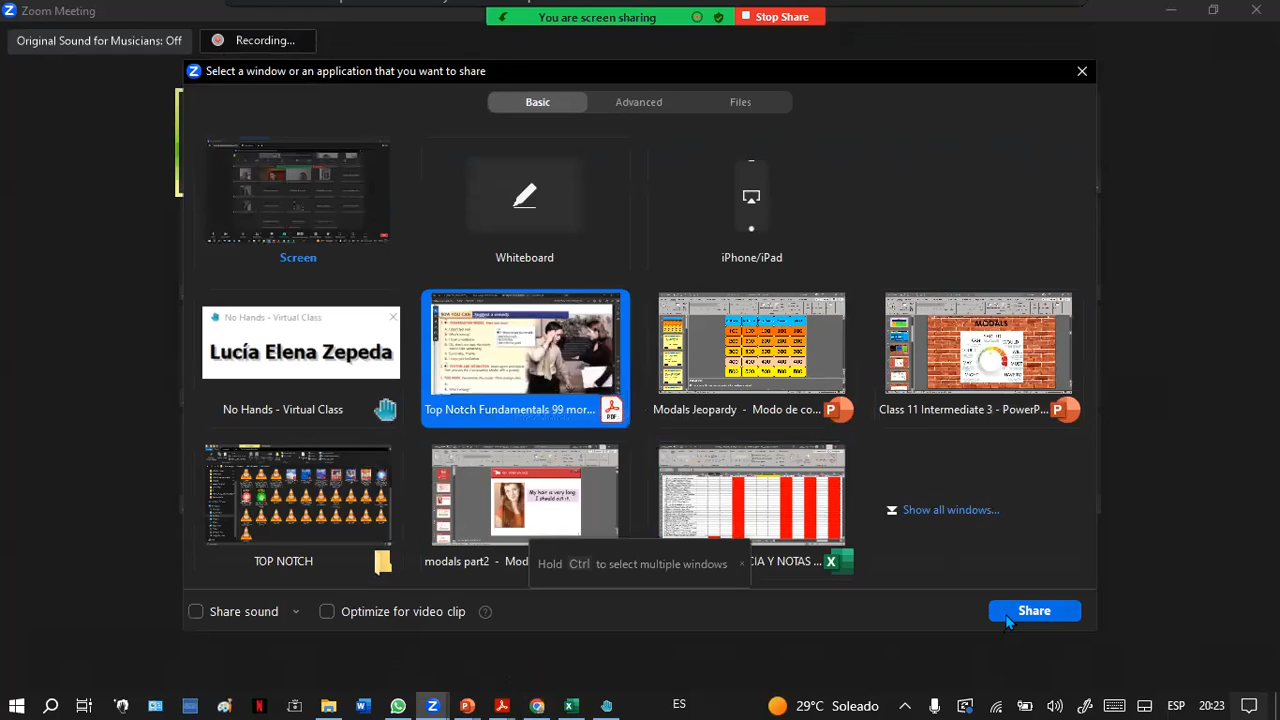 Zoom Meeting
You are screen sharing
Stop Share
Original Sound for Musicians: Off
Recording...
Select a window or an application that you want to share
Basic
Advanced
Files
Screen
Whiteboard
iPhone/iPad
No Hands - Virtual Class
Lucía Elena Zepeda
No Hands - Virtual Class
Top Notch Fundamentals 99 mor...
PDF
Modals Jeopardy - Modo de co...
MODALS
Class 11 Intermediate 3 - PowerP...
TOP NOTCH
My hair is very long.
I should cut it.
modals part2 - Mod
CIA Y NOTAS ...
Show all windows...
Hold Ctrl to select multiple windows
Share sound
Optimize for video clip
Share
ES
29°C Soleado
ESP
20:23